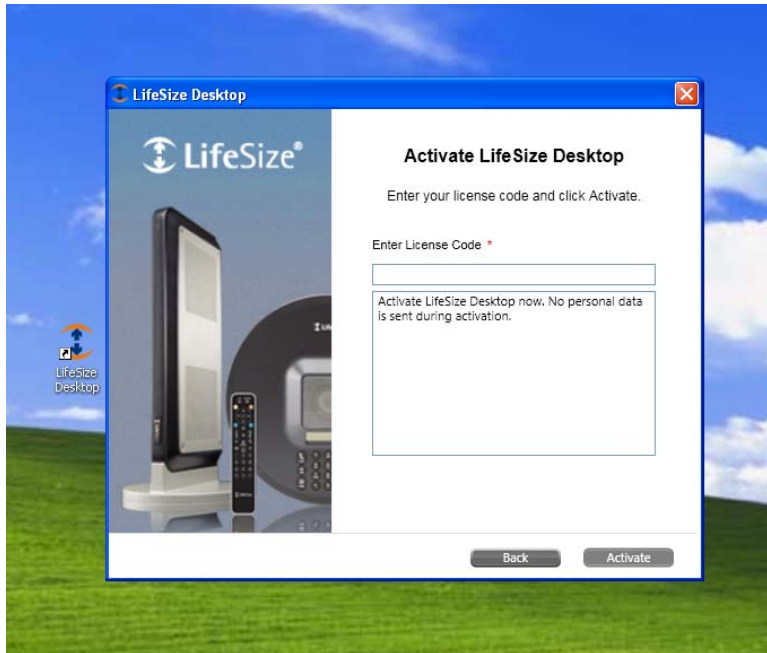 LifeSize Desktop
LifeSize®
Activate LifeSize Desktop
Enter your license code and click Activate.
Enter License Code *
Activate LifeSize Desktop now. No personal data
is sent during activation.
LifeSize
Desktop
Back
Activate